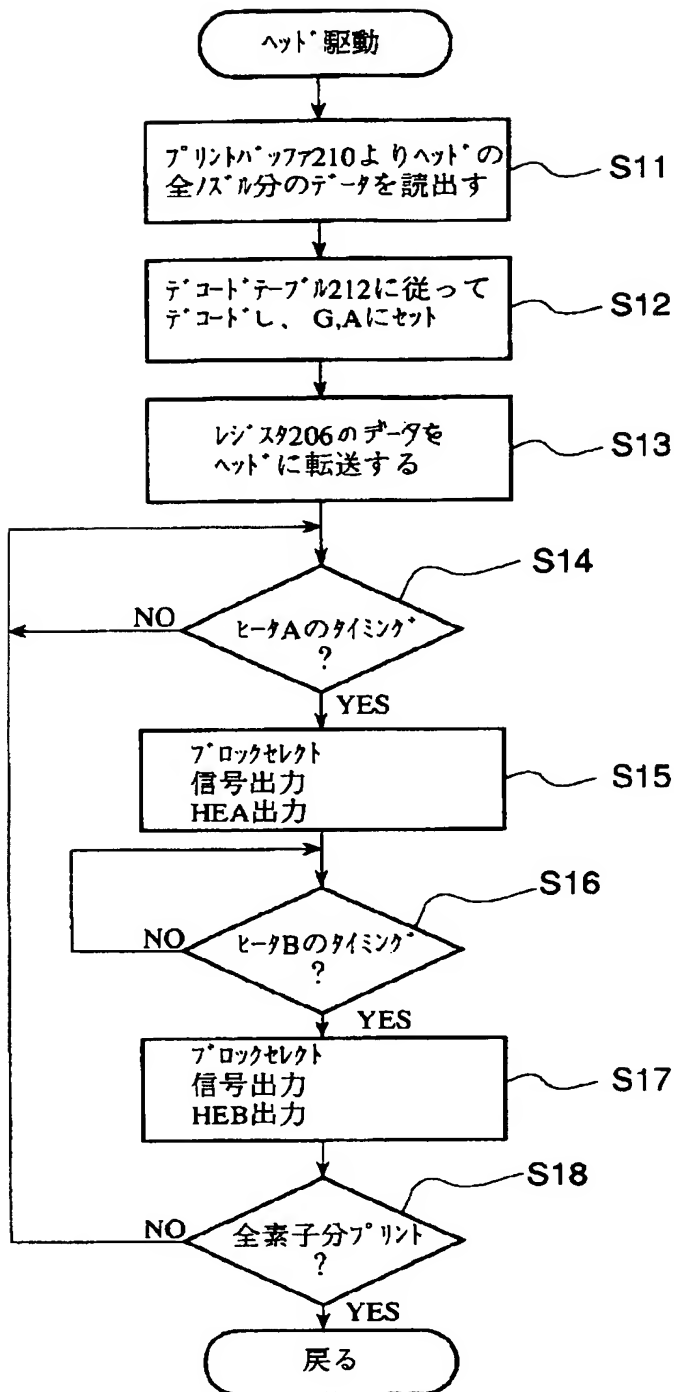 ヘッド駆動
プリントバッファ210よりヘッドの
全ノズル分のデータを読出す
S11
デコードテーブル212に従って
デコードし、G,Aにセット
S12
レジスタ206のデータを
ヘッドに転送する
S13
S14
NO
ヒータAのタイミング
?
YES
ブロックセレクト
信号出力
HEA出力
S15
S16
NO
ヒータBのタイミング
?
YES
ブロックセレクト
信号出力
HEB出力
S17
S18
NO
全素子分プリント
?
YES
戻る